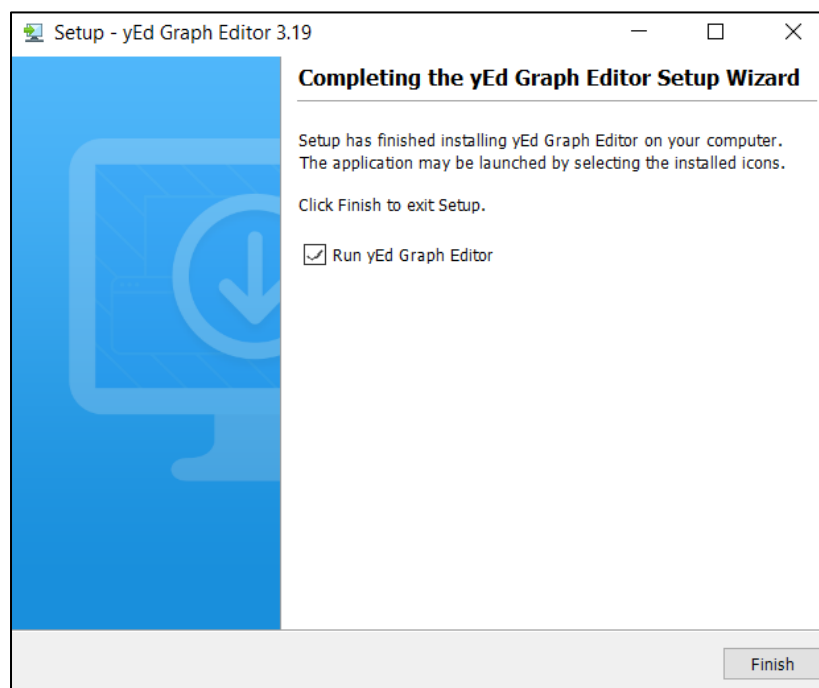 Setup - yEd Graph Editor 3.19
Completing the yEd Graph Editor Setup Wizard
Setup has finished installing yEd Graph Editor on your computer.
The application may be launched by selecting the installed icons.
Click Finish to exit Setup.
Run yEd Graph Editor
Finish